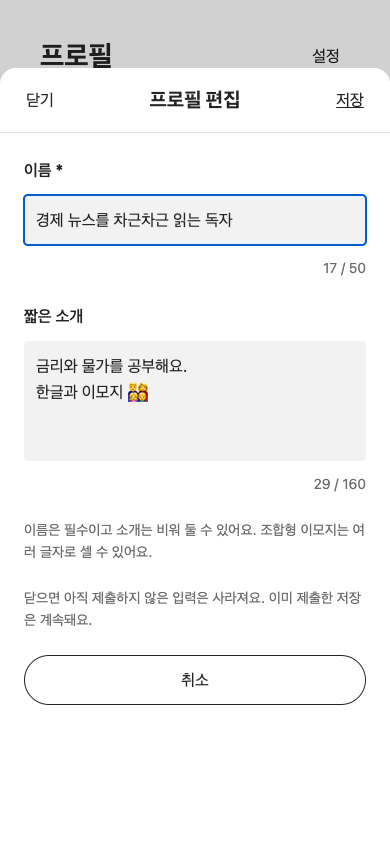 프로필
설정
닫기
프로필 편집
저장
이름 *
경제 뉴스를 차근차근 읽는 독자
17 / 50
짧은 소개
금리와 물가를 공부해요.
한글과 이모지 👩‍👩‍👧‍👦
29 / 160
이름은 필수이고 소개는 비워 둘 수 있어요. 조합형 이모지는 여
러 글자로 셀 수 있어요.
닫으면 아직 제출하지 않은 입력은 사라져요. 이미 제출한 저장
은 계속돼요.
취소